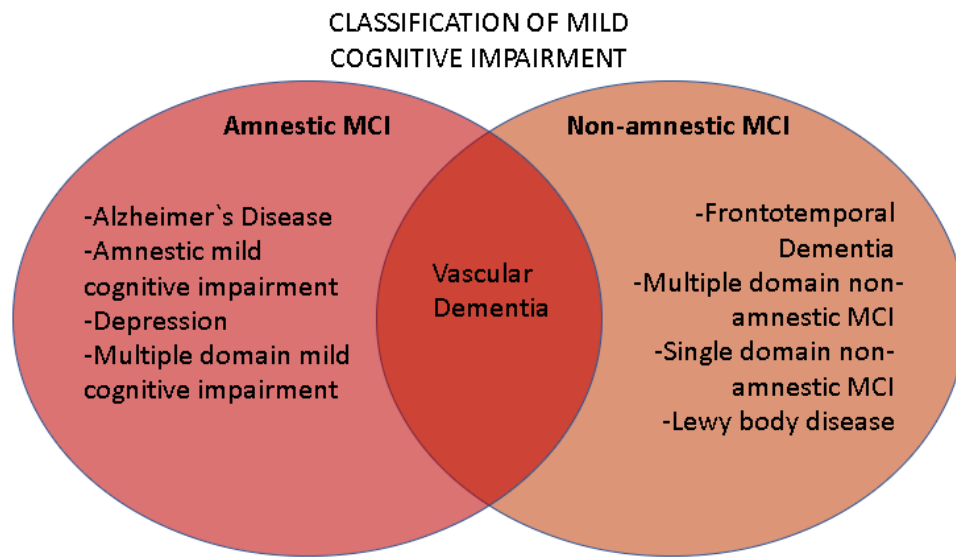 CLASSIFICATION OF MILD
COGNITIVE IMPAIRMENT
Amnestic MCI
-Alzheimer`s Disease
-Amnestic mild
cognitive impairment
-Depression
-Multiple domain mild
cognitive impairment
Vascular
Dementia
Non-amnestic MCI
-Frontotemporal
Dementia
-Multiple domain non-
amnestic MCI
-Single domain non-
amnestic MCI
-Lewy body disease